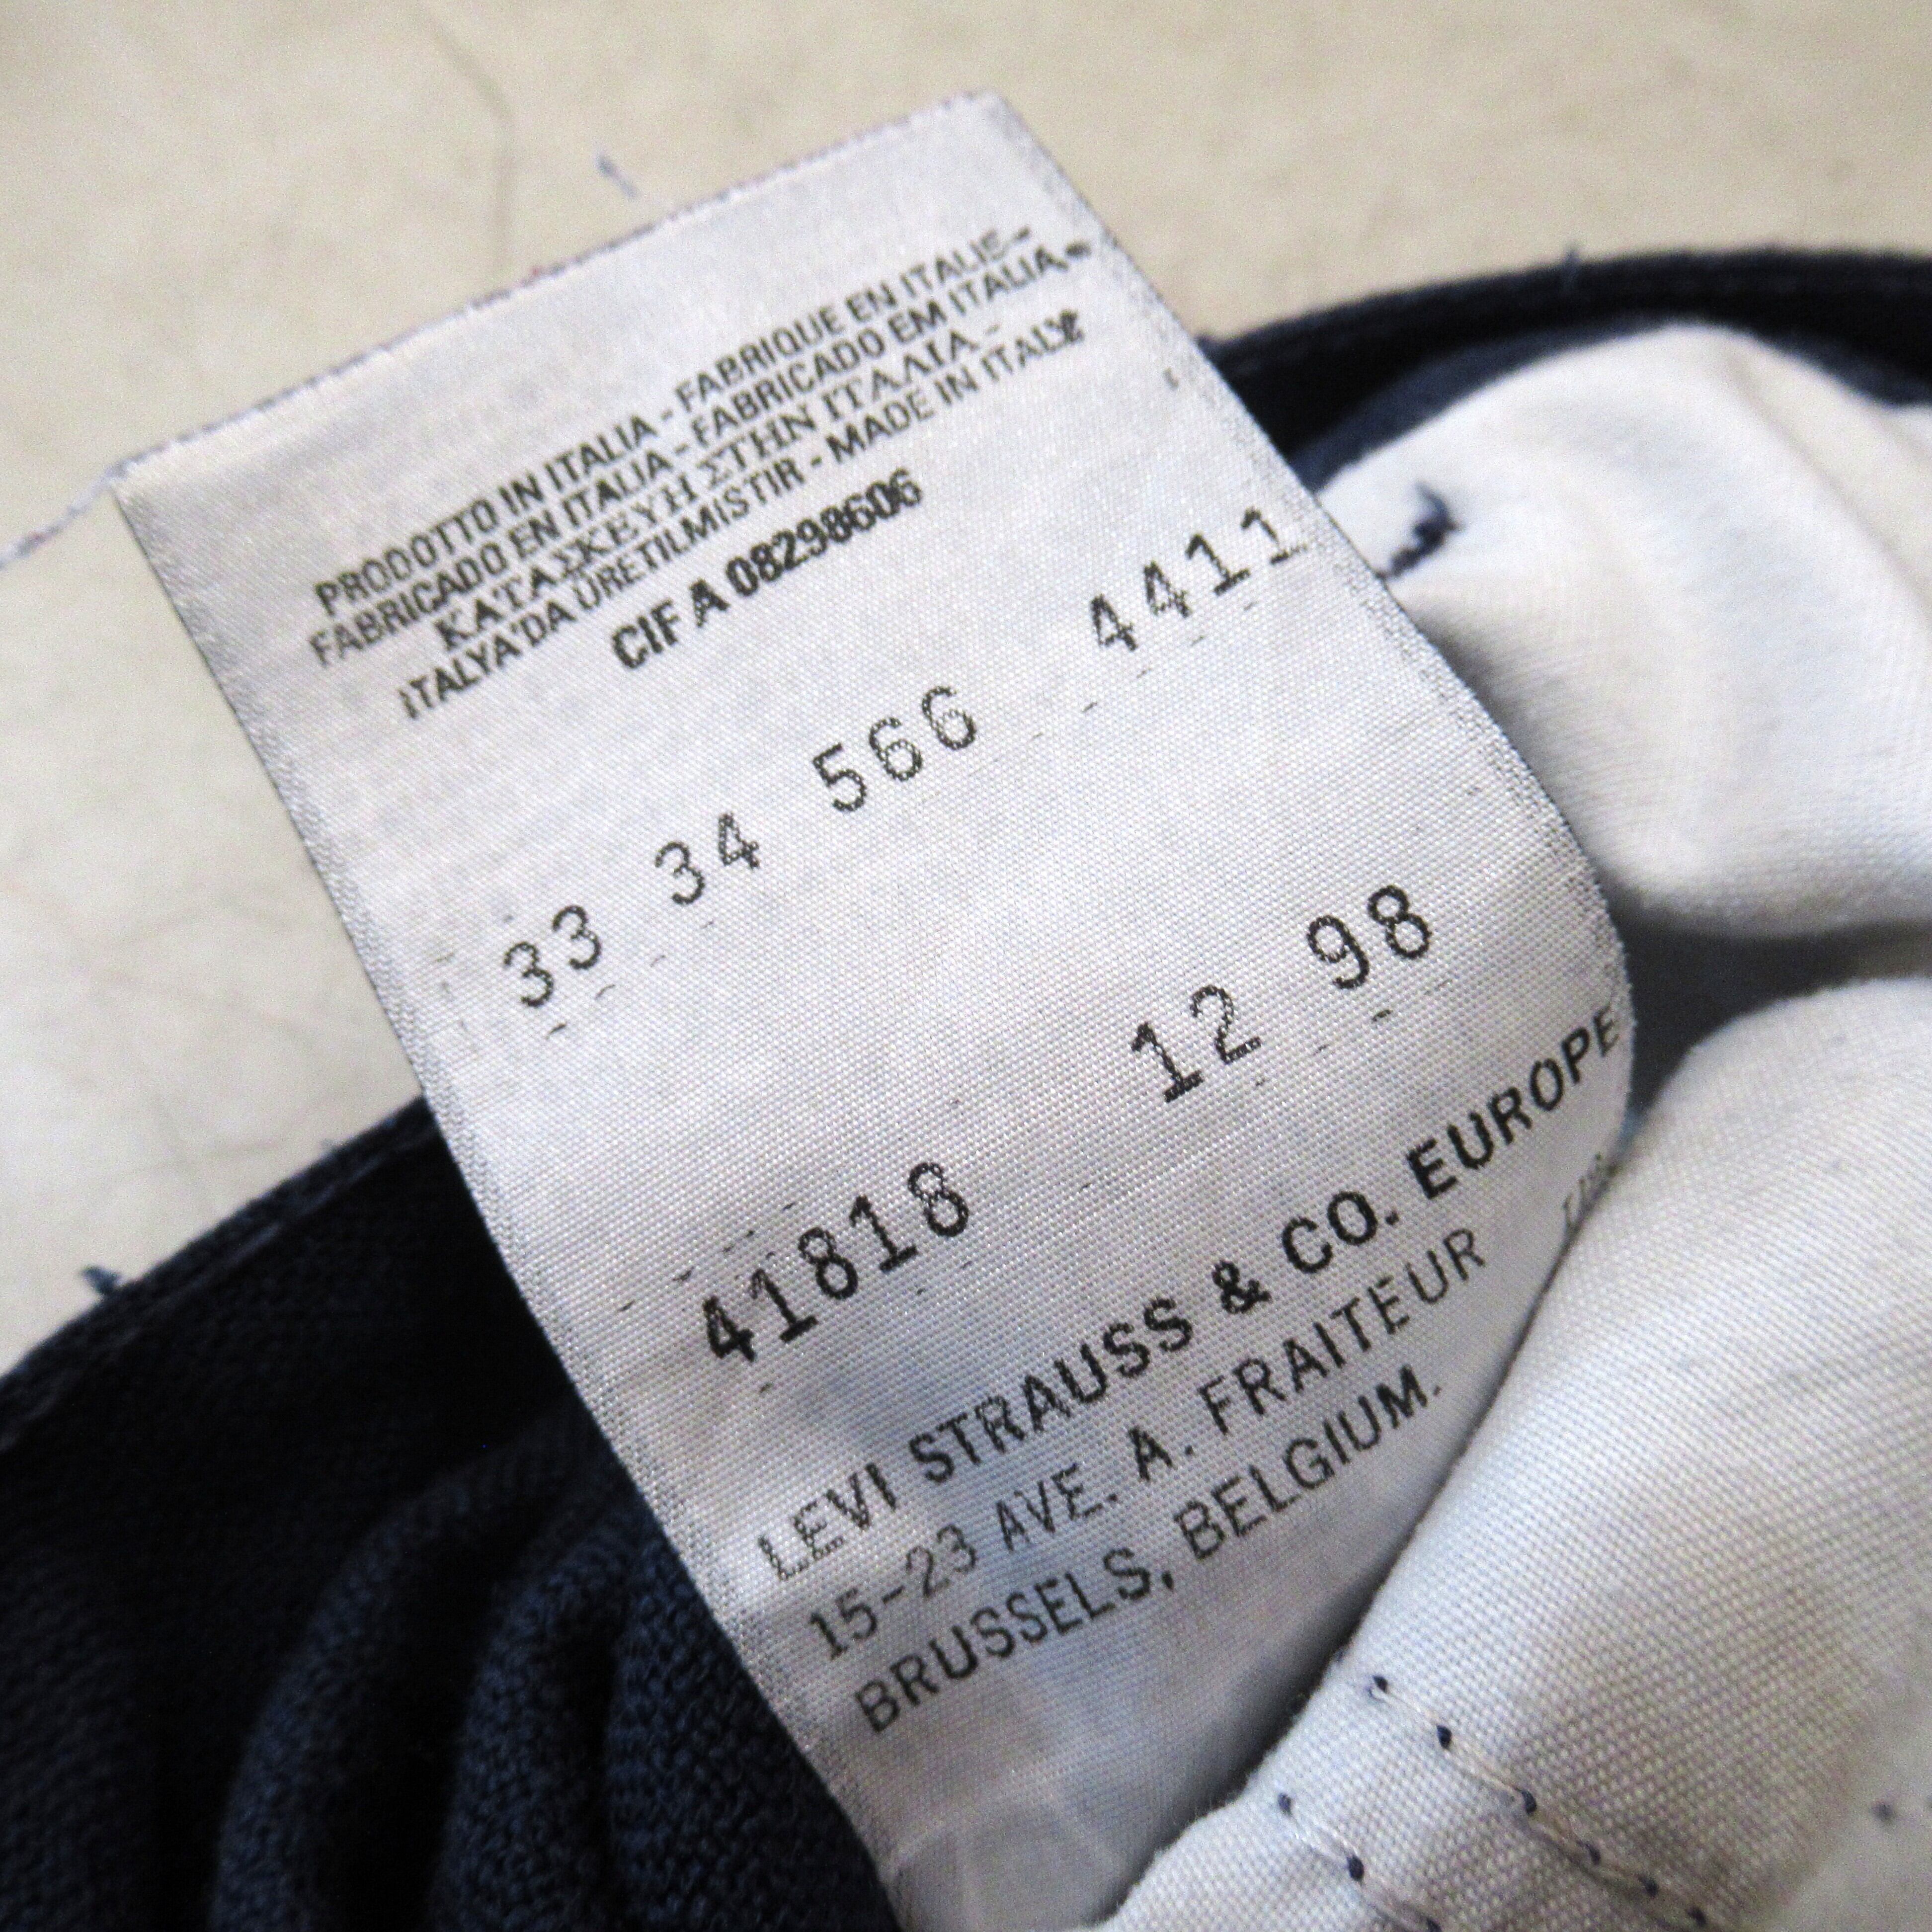 PRODOTTO IN ITALIA - FABRIQUE EN ITALIE -
FABRICADO EN ITALIA - FABRICADO EM ITALIA -
ΚΑΤΑΣΚΕΥΗ ΣΤΗΝ ΙΤΑΛΙΑ -
ITALYA'DA ÜRETILMISTIR - MADE IN ITALY
CIF A 08298606
33 34 566 4411
12 98
41818
LEVI STRAUSS & CO. EUROPE
15-23 AVE. A. FRAITEUR
BRUSSELS, BELGIUM.